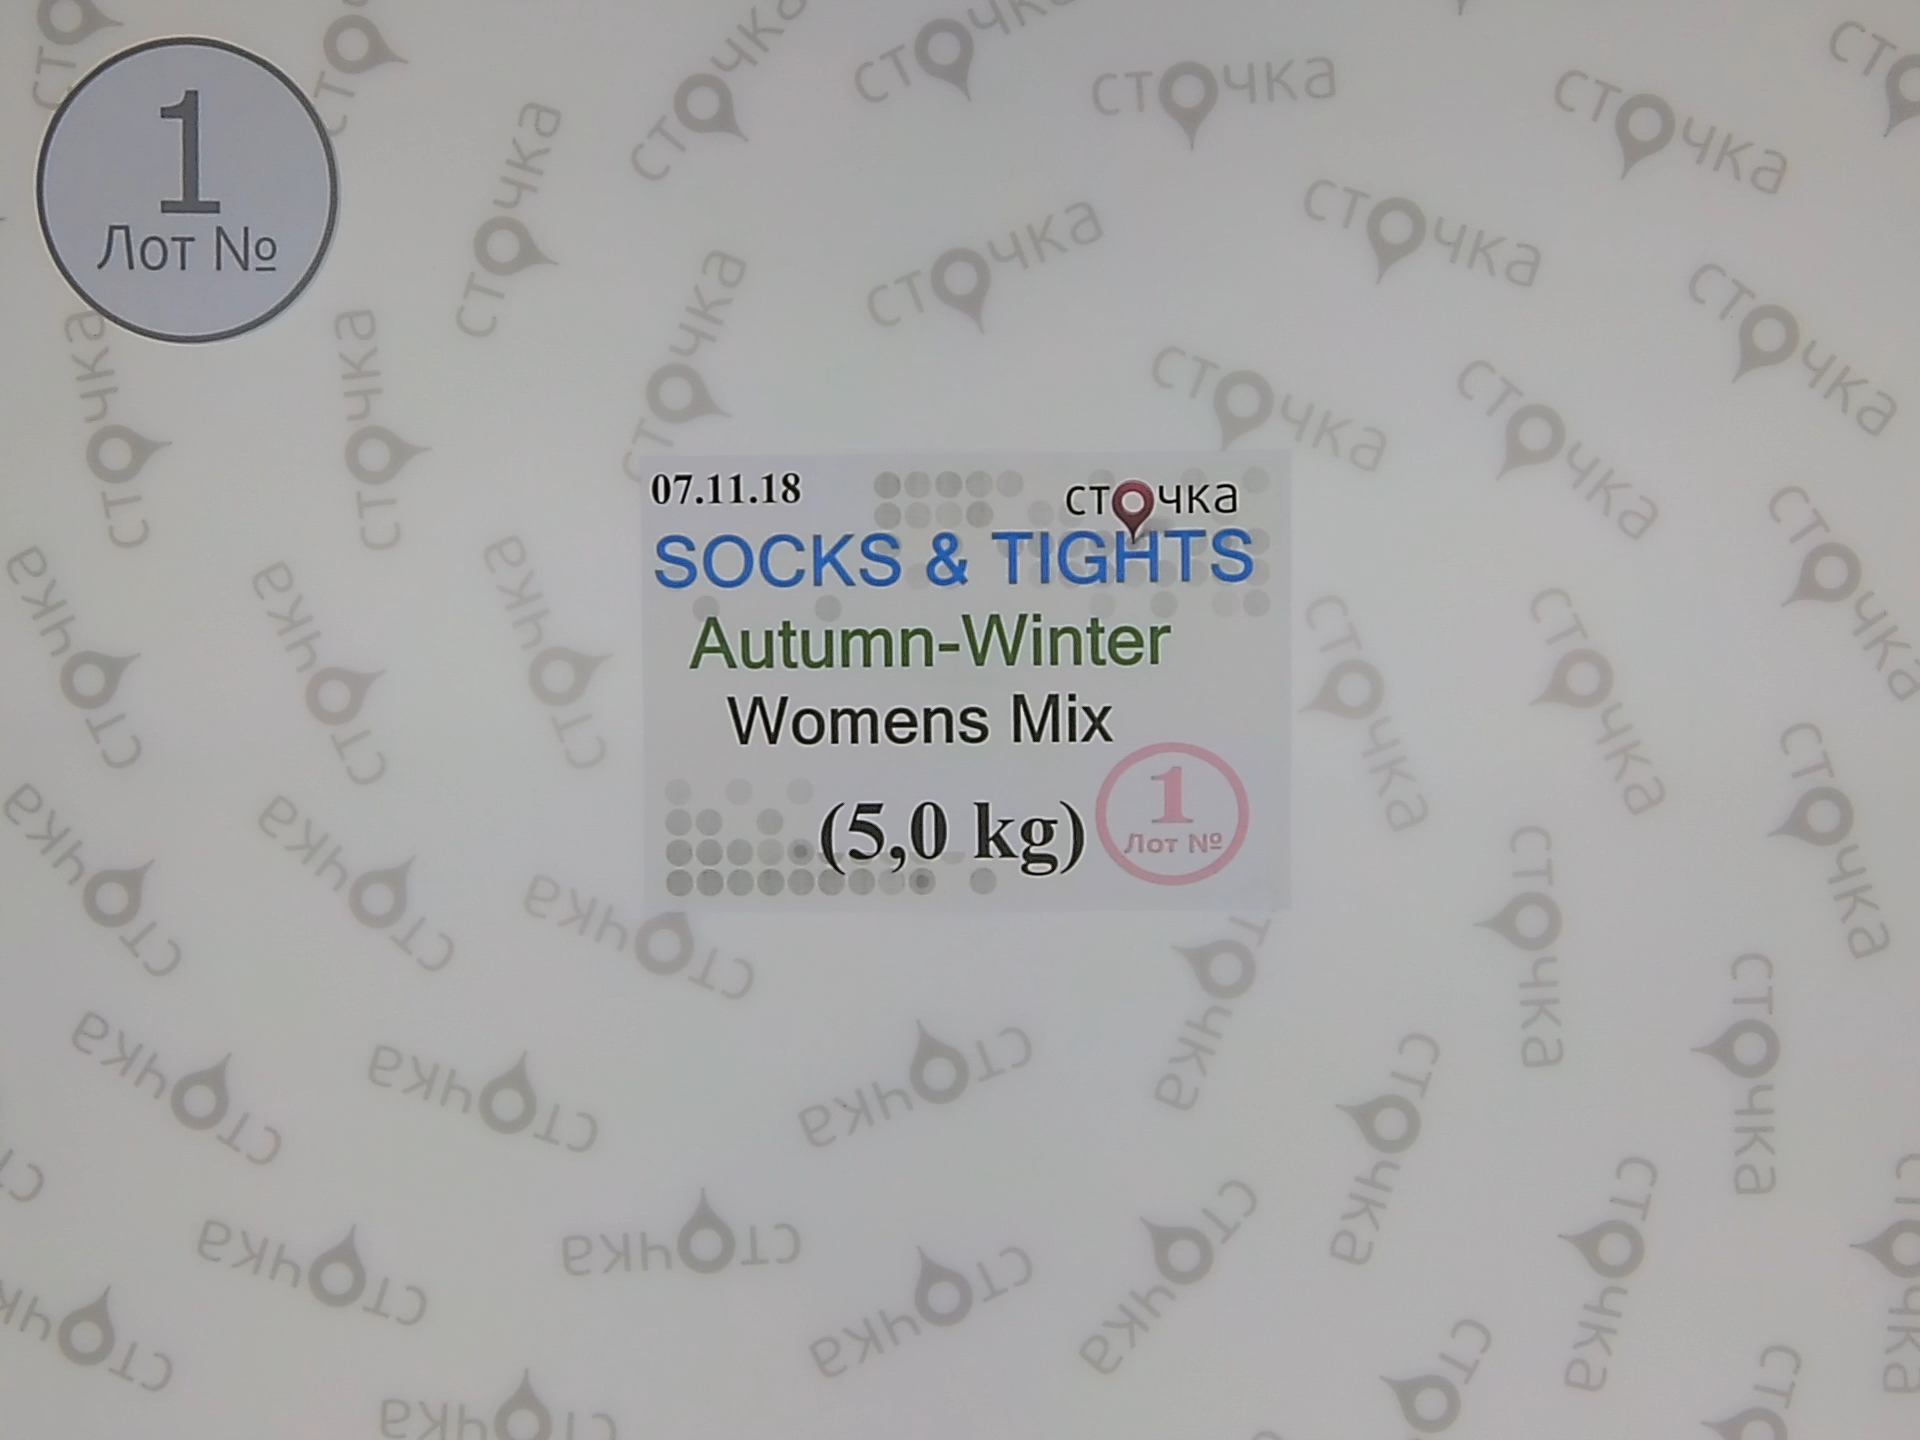 1
Лот №
07.11.18
сточка
SOCKS & TIGHTS
Autumn-Winter
Womens Mix
(5,0 kg)
1
Лот №